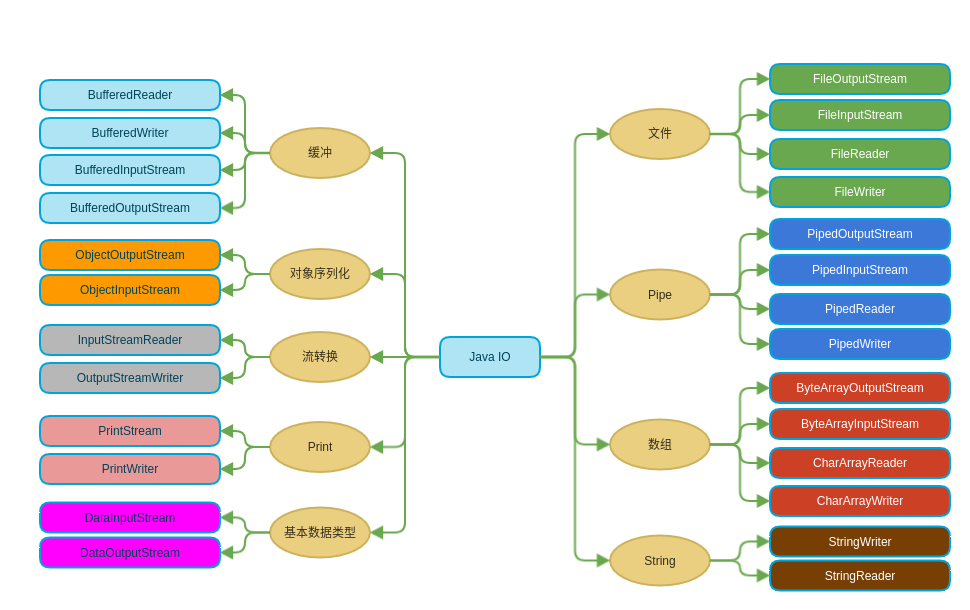 BufferedReader
BufferedWriter
BufferedInputStream
BufferedOutputStream
缓冲
ObjectOutputStream
ObjectInputStream
对象序列化
InputStreamReader
OutputStreamWriter
流转换
PrintStream
PrintWriter
Print
DataInputStream
DataOutputStream
基本数据类型
Java IO
文件
FileOutputStream
FileInputStream
FileReader
FileWriter
Pipe
PipedOutputStream
PipedInputStream
PipedReader
PipedWriter
数组
ByteArrayOutputStream
ByteArrayInputStream
CharArrayReader
CharArrayWriter
String
StringWriter
StringReader